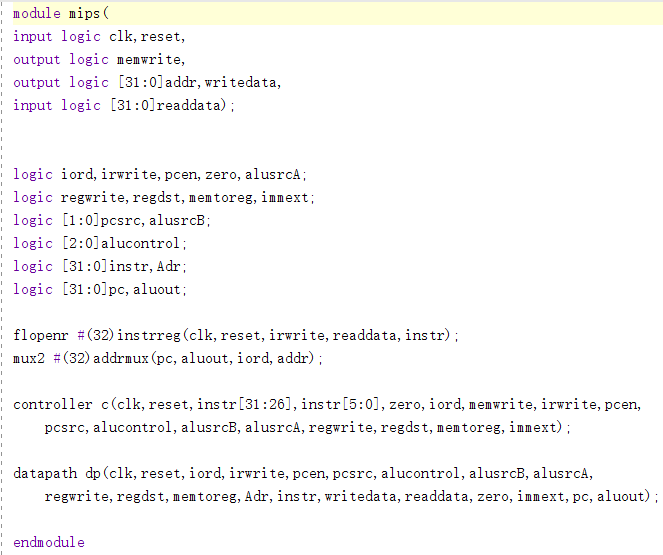 module mips(
input logic clk,reset,
output logic memwrite,
output logic [31:0]addr,writedata,
input logic [31:0]readdata);
logic iord,irwrite,pcen,zero,alusrcA;
logic regwrite,regdst,memtoreg,immext;
logic [1:0]pcsrc,alusrcB;
logic [2:0]alucontrol;
logic [31:0]instr,Adr;
logic [31:0]pc,aluout;
flopenr #(32)instrreg(clk,reset,irwrite,readdata,instr);
mux2 #(32)addrmux(pc,aluout,iord,addr);
controller c(clk,reset,instr[31:26],instr[5:0],zero,iord,memwrite,irwrite,pcen,
pcsrc,alucontrol,alusrcB,alusrcA,regwrite,regdst,memtoreg,immext);
datapath dp(clk,reset,iord,irwrite,pcen,pcsrc,alucontrol,alusrcB,alusrcA,
regwrite,regdst,memtoreg,Adr,instr,writedata,readdata,zero,immext,pc,aluout);
endmodule